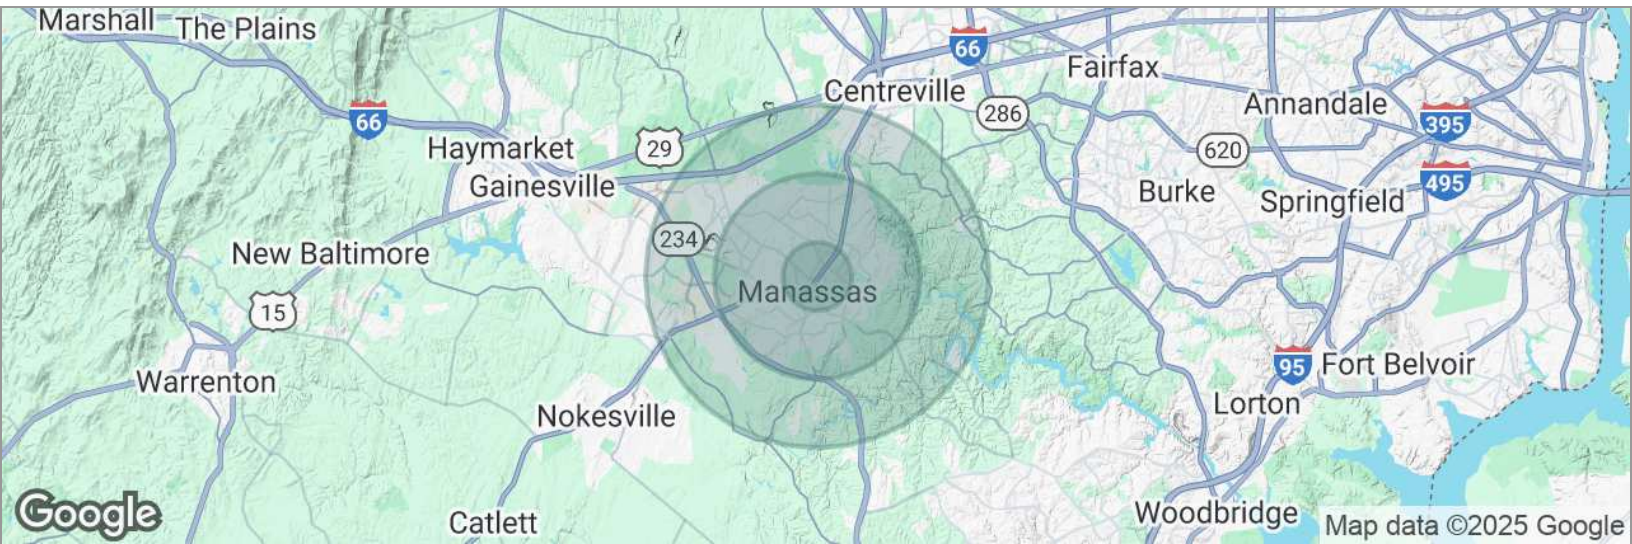 Marshall
The Plains
66
Fairfax
Centreville
Annandale
286
66
395
Haymarket
29
620
Gainesville
495
Burke
Springfield
234
New Baltimore
Manassas
15
95
Fort Belvoir
Warrenton
Lorton
Nokesville
Woodbridge
Google
Catlett
Map data ©2025 Google